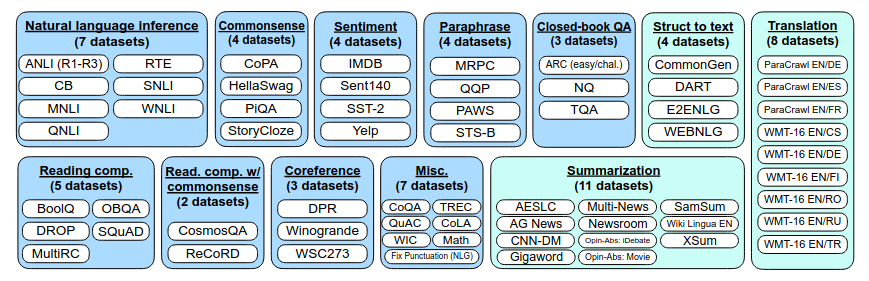 Natural language inference
(7 datasets)
ANLI (R1-R3)
RTE
CB
SNLI
MNLI
WNLI
QNLI
Commonsense
(4 datasets)
CoPA
HellaSwag
PiQA
StoryCloze
Sentiment
(4 datasets)
IMDB
Sent140
SST-2
Yelp
Paraphrase
(4 datasets)
MRPC
QQP
PAWS
STS-B
Closed-book QA
(3 datasets)
ARC (easy/chal.)
NQ
TQA
Struct to text
(4 datasets)
CommonGen
DART
E2ENLG
WEBNLG
Translation
(8 datasets)
ParaCrawl EN/DE
ParaCrawl EN/ES
ParaCrawl EN/FR
WMT-16 EN/CS
WMT-16 EN/DE
WMT-16 EN/FI
WMT-16 EN/RO
WMT-16 EN/RU
WMT-16 EN/TR
Reading comp.
(5 datasets)
BoolQ
OBQA
DROP
SQuAD
MultiRC
Read. comp. w/
commonsense
(2 datasets)
CosmosQA
ReCoRD
Coreference
(3 datasets)
DPR
Winogrande
WSC273
Misc.
(7 datasets)
CoQA
TREC
QuAC
CoLA
WIC
Math
Fix Punctuation (NLG)
Summarization
(11 datasets)
AESLC
Multi-News
SamSum
AG News
Newsroom
Wiki Lingua EN
CNN-DM
Opin-Abs: iDebate
XSum
Gigaword
Opin-Abs: Movie